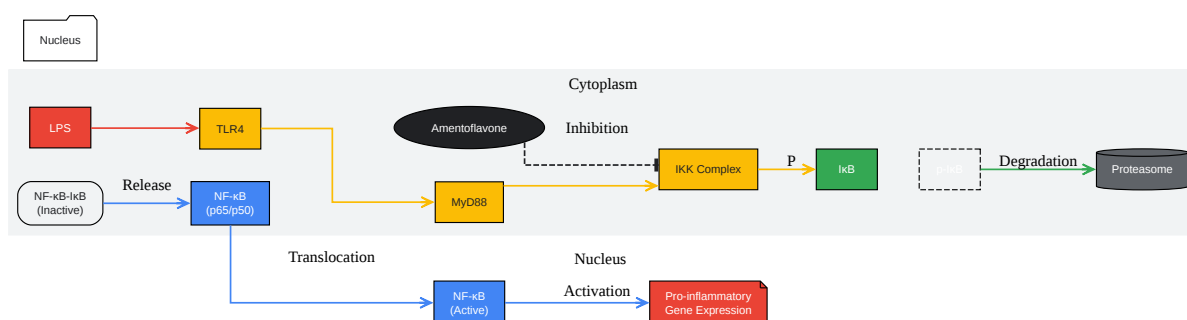 Nucleus
Cytoplasm
LPS
TLR4
Amentoflavone
Inhibition
IKK Complex
P
IκB
p-IκB
Degradation
Proteasome
NF-κB-IκB
(Inactive)
Release
NF-κB
(p65/p50)
MyD88
Translocation
Nucleus
NF-κB
(Active)
Activation
Pro-inflammatory
Gene Expression